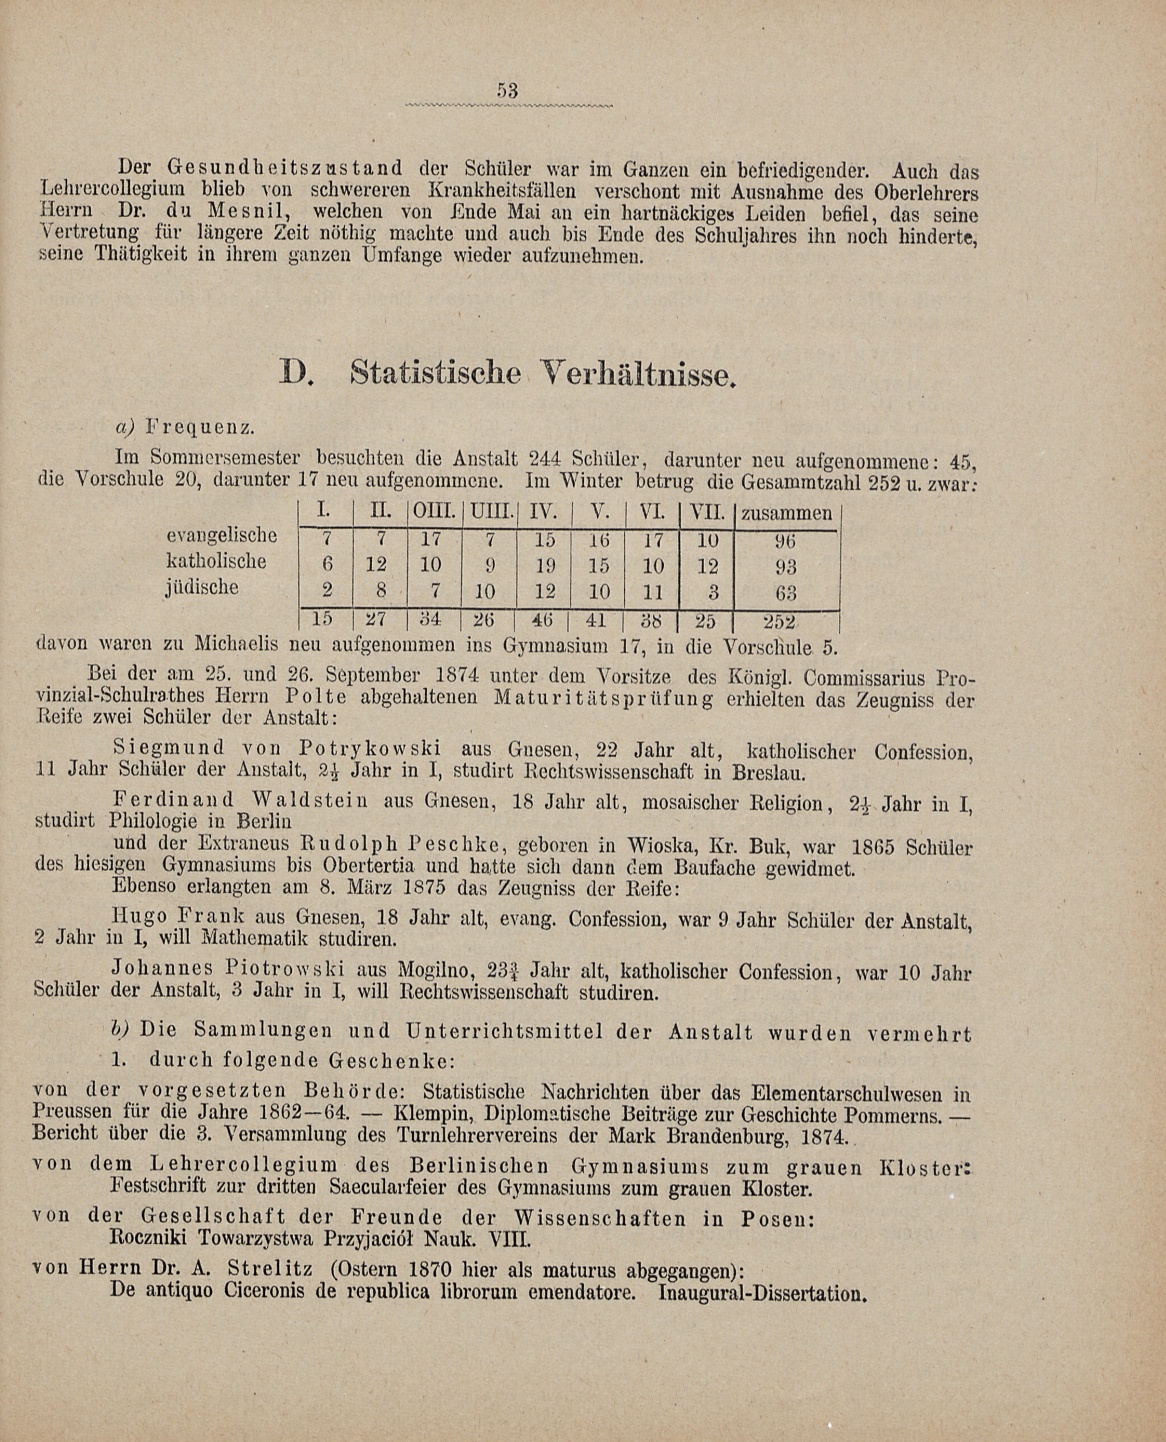 53
Der Gesundheitszustand der Schüler war im Ganzen ein befriedigender. Auch das
Lehrercollegium blieb von schwereren Krankheitsfällen verschont mit Ausnahme des Oberlehrers
Herrn Dr. du Mesnil, welchen von Ende Mai an ein hartnäckiges Leiden befiel, das seine
Vertretung für längere Zeit nöthig machte und auch bis Ende des Schuljahres ihn noch hinderte,
seine Thätigkeit in ihrem ganzen Umfange wieder aufzunehmen.
D. Statistische Verhältnisse.
a) Frequenz.
Im Sommersemester besuchten die Anstalt 244 Schüler, darunter neu aufgenommene: 45,
die Vorschule 20, darunter 17 neu aufgenommene. Im Winter betrug die Gesammtzahl 252 u. zwar:
I. II. OIII. UIII. IV. V. VI. VII. zusammen
evangelische 7 7 17 7 15 16 17 10 96
katholische 6 12 10 9 19 15 10 12 93
jüdische 2 8 7 10 12 10 11 3 63
15 27 34 26 46 41 38 25 252
davon waren zu Michaelis neu aufgenommen ins Gymnasium 17, in die Vorschule 5.
Bei der am 25. und 26. September 1874 unter dem Vorsitze des Königl. Commissarius Pro-
vinzial-Schulrathes Herrn Polte abgehaltenen Maturitätsprüfung erhielten das Zeugniss der
Reife zwei Schüler der Anstalt:
Siegmund von Potrykowski aus Gnesen, 22 Jahr alt, katholischer Confession,
11 Jahr Schüler der Anstalt, 2½ Jahr in I, studirt Rechtswissenschaft in Breslau.
Ferdinand Waldstein aus Gnesen, 18 Jahr alt, mosaischer Religion, 2½ Jahr in I,
studirt Philologie in Berlin
und der Extraneus Rudolph Peschke, geboren in Wioska, Kr. Buk, war 1865 Schüler
des hiesigen Gymnasiums bis Obertertia und hatte sich dann dem Baufache gewidmet.
Ebenso erlangten am 8. März 1875 das Zeugniss der Reife:
Hugo Frank aus Gnesen, 18 Jahr alt, evang. Confession, war 9 Jahr Schüler der Anstalt,
2 Jahr in I, will Mathematik studiren.
Johannes Piotrowski aus Mogilno, 23¾ Jahr alt, katholischer Confession, war 10 Jahr
Schüler der Anstalt, 3 Jahr in I, will Rechtswissenschaft studiren.
b) Die Sammlungen und Unterrichtsmittel der Anstalt wurden vermehrt
1. durch folgende Geschenke:
von der vorgesetzten Behörde: Statistische Nachrichten über das Elementarschulwesen in
Preussen für die Jahre 1862—64. — Klempin, Diplomatische Beiträge zur Geschichte Pommerns. —
Bericht über die 3. Versammlung des Turnlehrervereins der Mark Brandenburg, 1874.
von dem Lehrercollegium des Berlinischen Gymnasiums zum grauen Kloster:
Festschrift zur dritten Saecularfeier des Gymnasiums zum grauen Kloster.
von der Gesellschaft der Freunde der Wissenschaften in Posen:
Roczniki Towarzystwa Przyjaciół Nauk. VIII.
von Herrn Dr. A. Strelitz (Ostern 1870 hier als maturus abgegangen):
De antiquo Ciceronis de republica librorum emendatore. Inaugural-Dissertation.